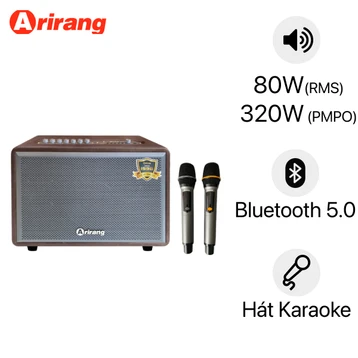 Arirang
80W(RMS)
320W (PMPO)
Bluetooth 5.0
Hát Karaoke
Arirang